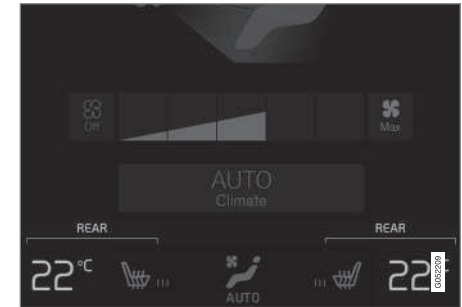 Off
Max
AUTO
Climate
REAR
REAR
22°C
22°
AUTO
G052209